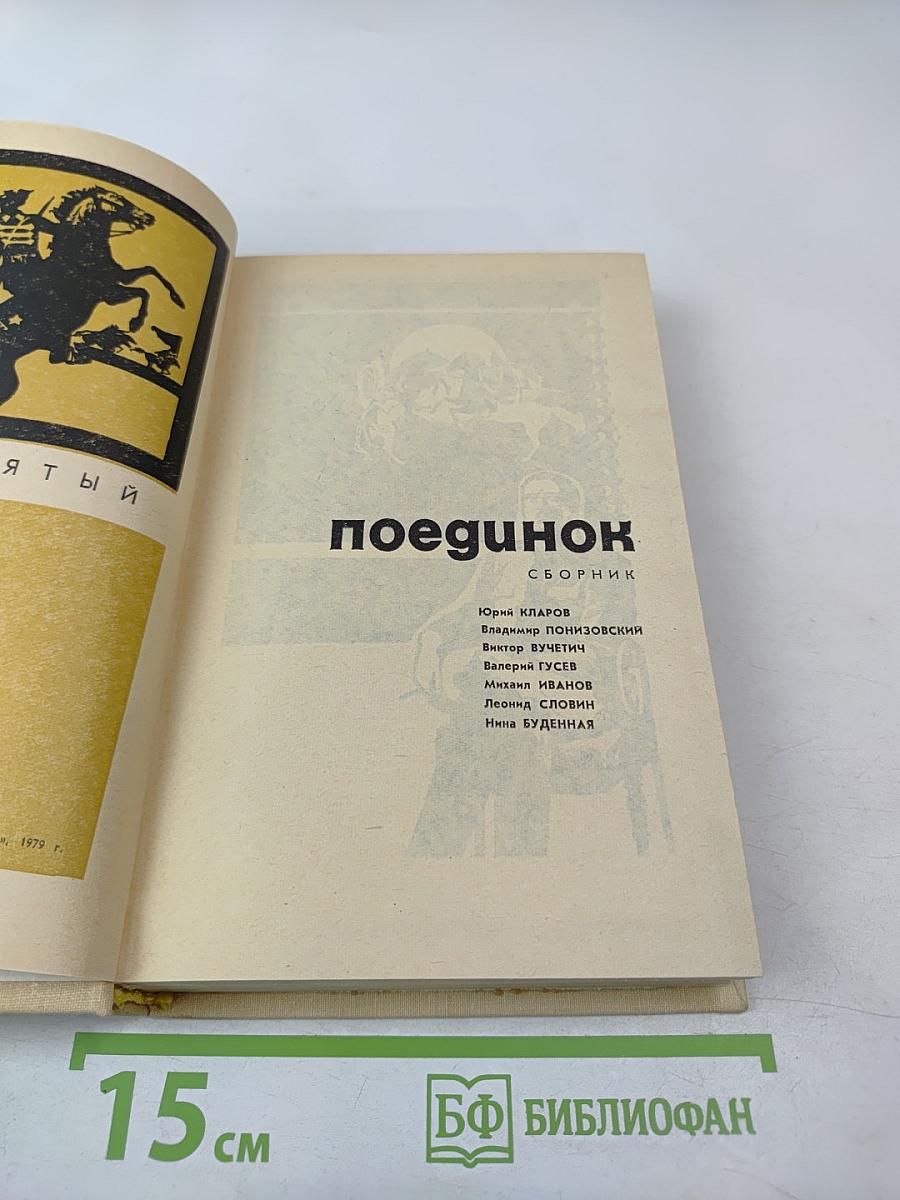 ЯТЫЙ
1979 г.
поединок
СБОРНИК
Юрий КЛАРОВ
Владимир ПОНИЗОВСКИЙ
Виктор ВУЧЕТИЧ
Валерий ГУСЕВ
Михаил ИВАНОВ
Леонид СЛОВИН
Нина БУДЕННАЯ
15 см
БФ БИБЛИОФАН